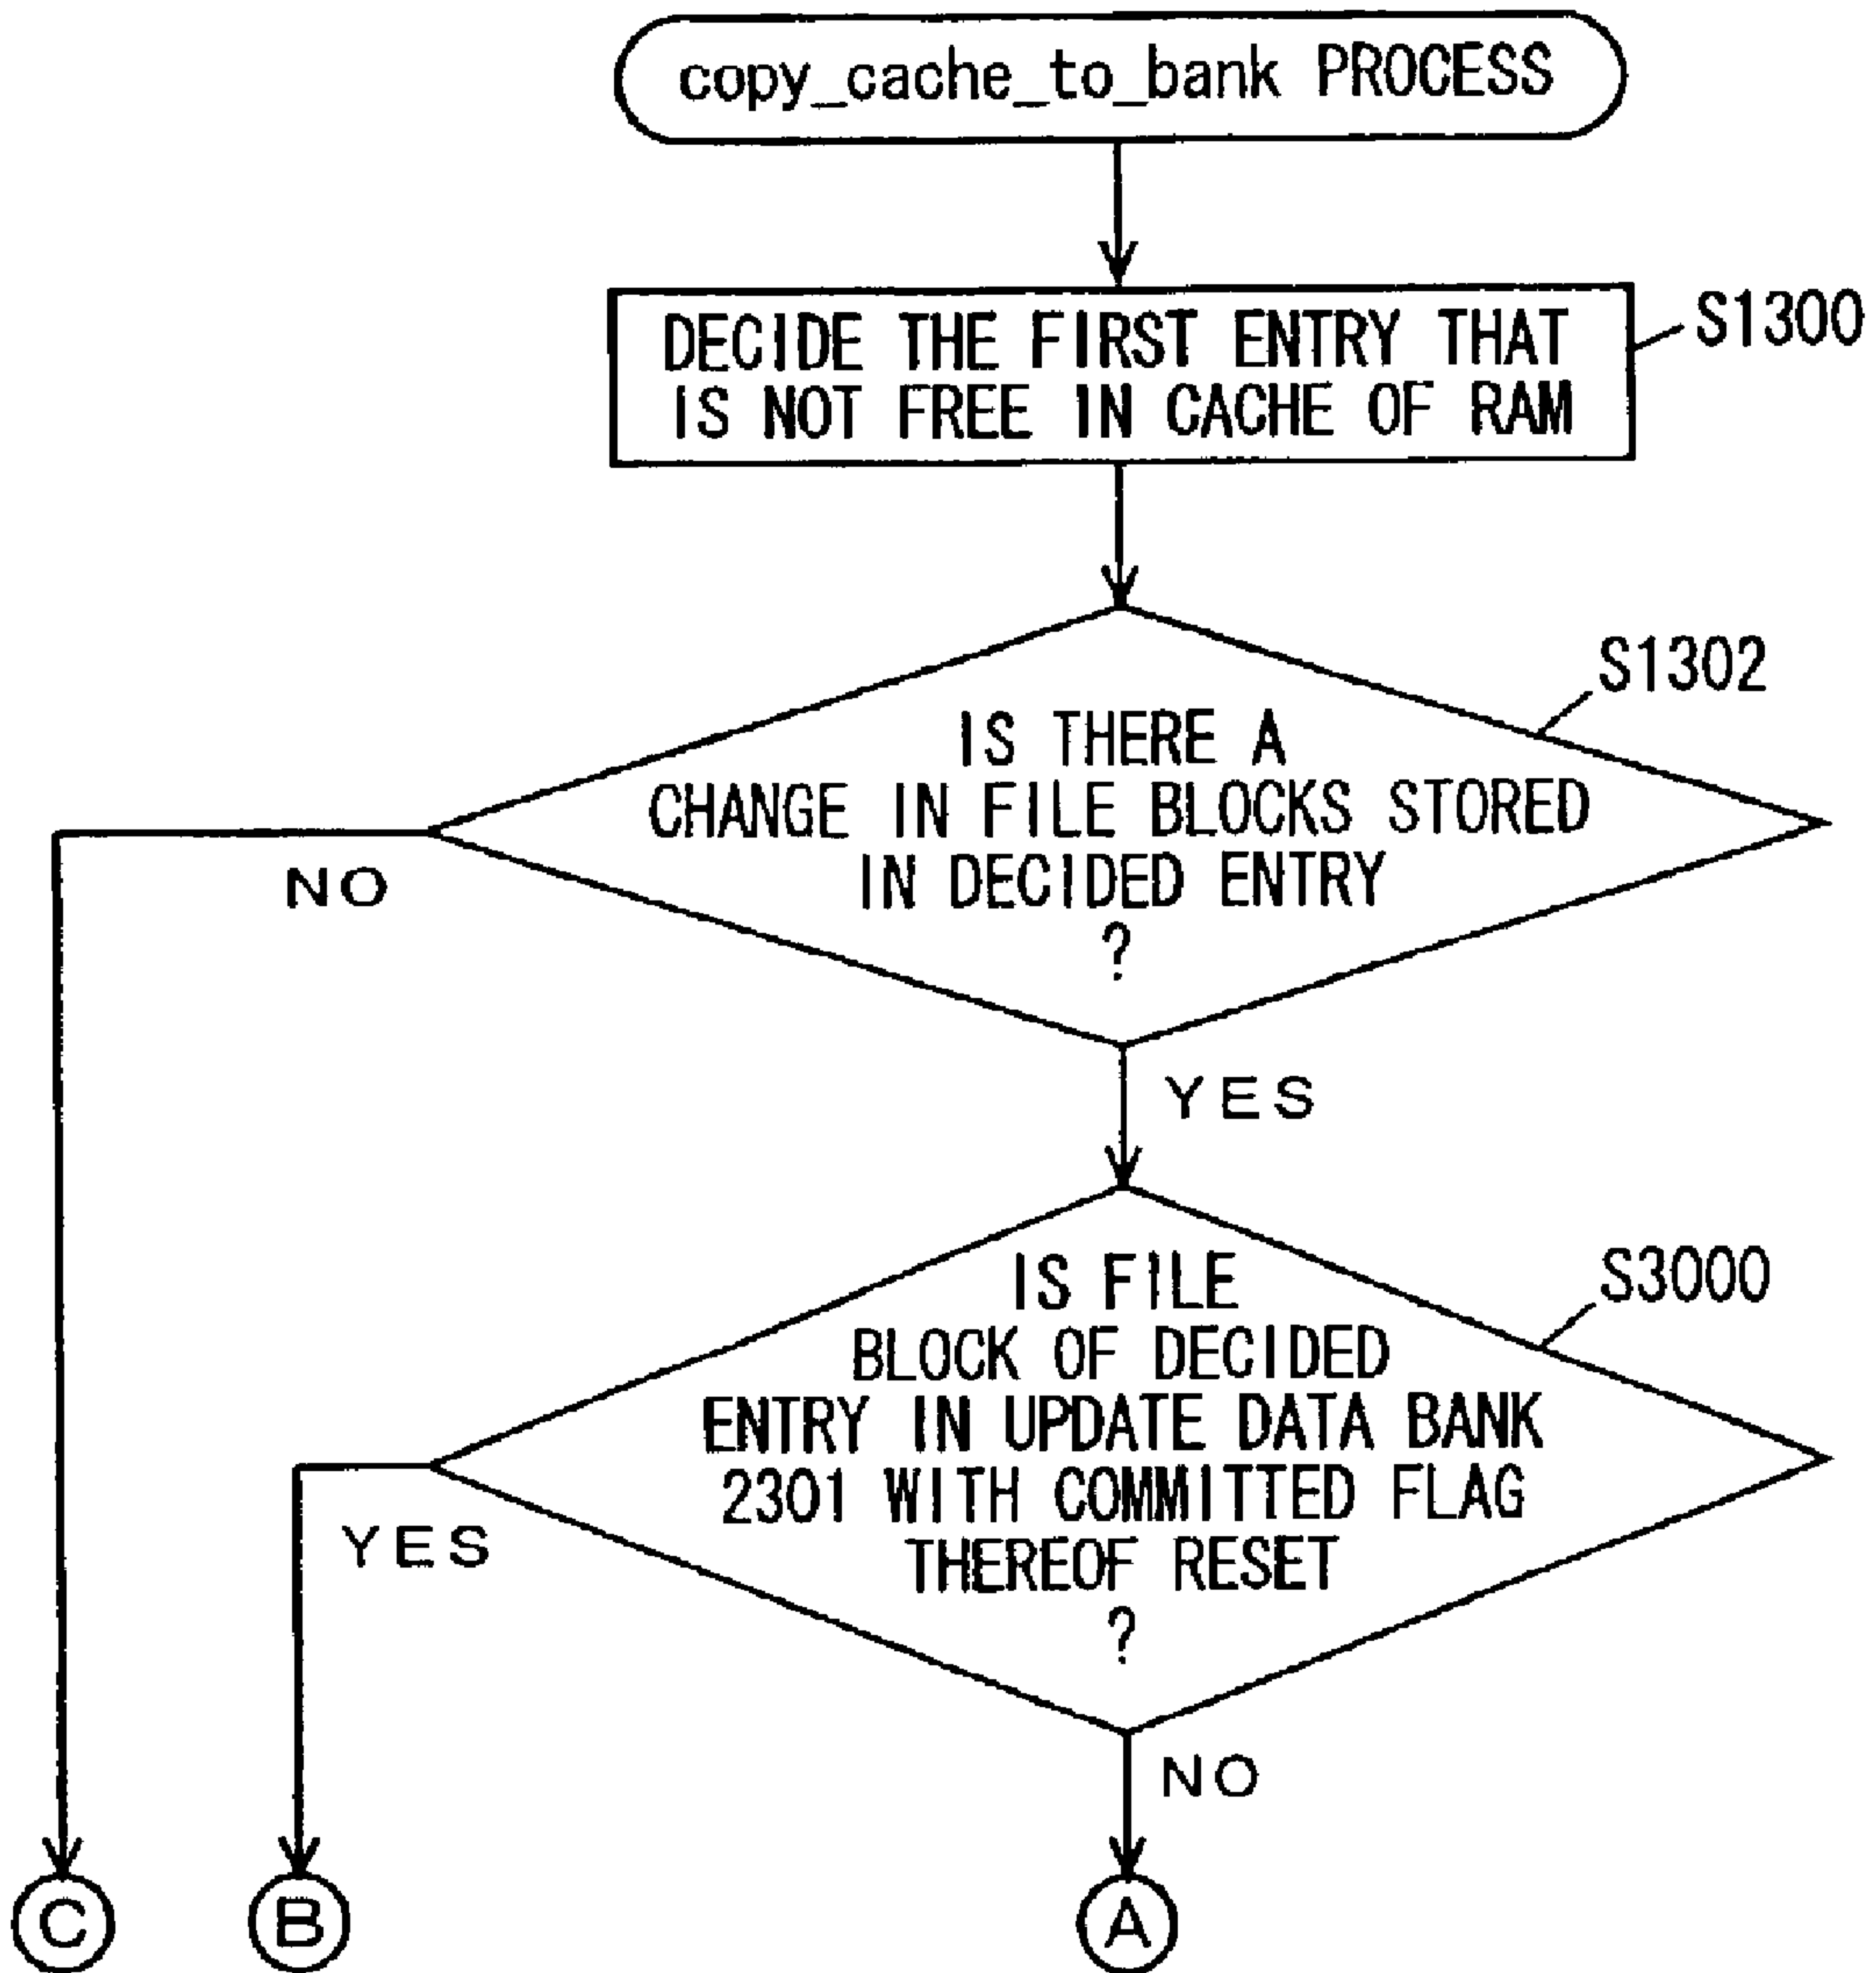 copy_cache_to_bank PROCESS
DECIDE THE FIRST ENTRY THAT
IS NOT FREE IN CACHE OF RAM
S1300
S1302
IS THERE A
CHANGE IN FILE BLOCKS STORED
IN DECIDED ENTRY
?
NO
YES
S3000
IS FILE
BLOCK OF DECIDED
ENTRY IN UPDATE DATA BANK
2301 WITH COMMITTED FLAG
THEREOF RESET
?
YES
NO
C
B
A